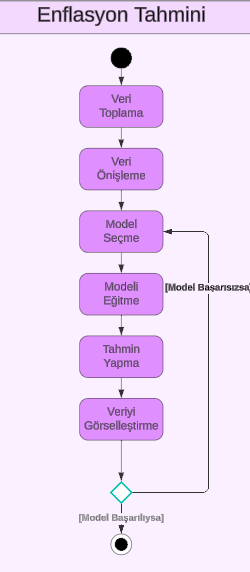 Enflasyon Tahmini
Veri
Toplama
Veri
Önişleme
Model
Seçme
[Model Başarısızsa]
Modeli
Eğitme
Tahmin
Yapma
Veriyi
Görselleştirme
[Model Başarılıysa]